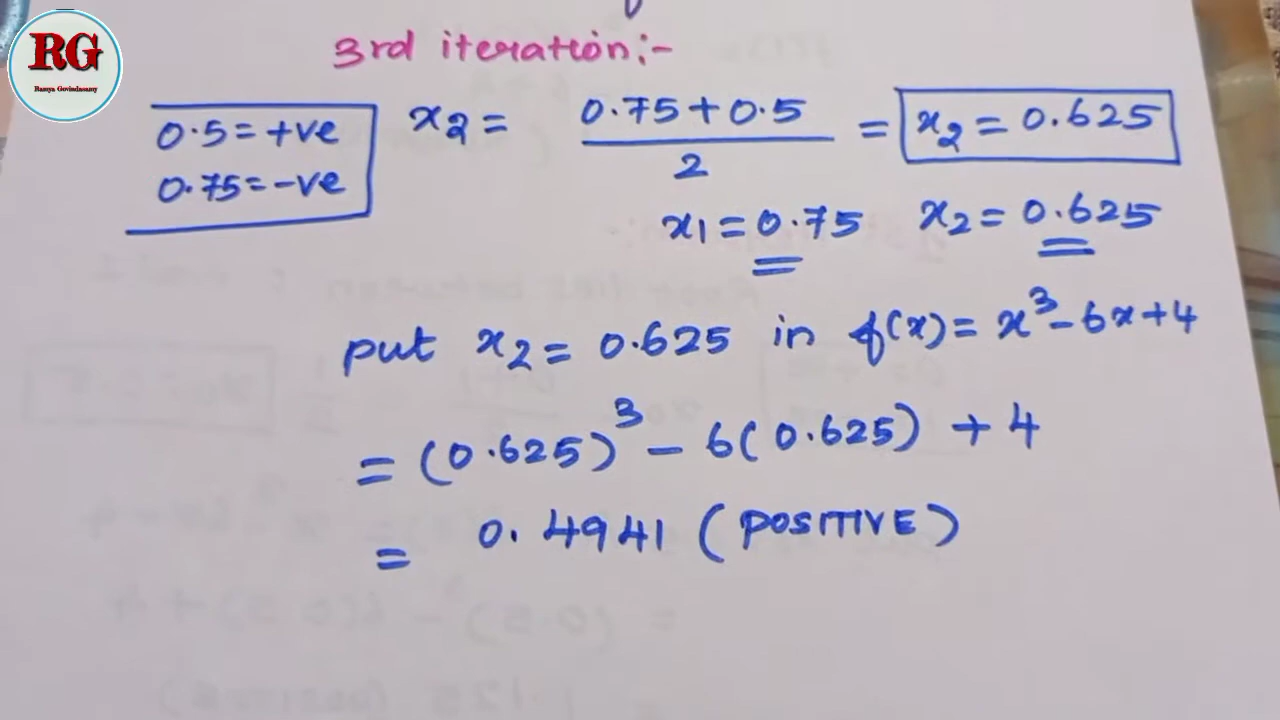 RG
Ramya Govindasamy
3rd iteration:-
0.5 = +ve
0.75 = -ve
x₂ = (0.75 + 0.5) / 2 = x₂ = 0.625
x₁ = 0.75 x₂ = 0.625
put x₂ = 0.625 in f(x) = x³ - 6x + 4
= (0.625)³ - 6(0.625) + 4
= 0.4941 (POSITIVE)